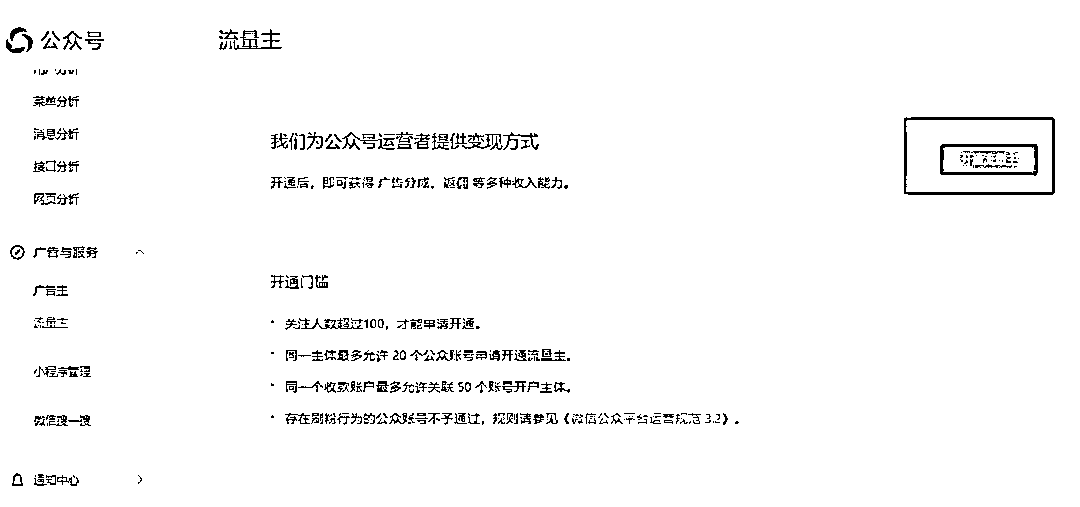 公众号
流量主
用户分析
菜单分析
消息分析
接口分析
网页分析
我们为公众号运营者提供变现方式
开通后，即可获得 广告分成、返佣 等多种收入能力。
开通流量主
广告与服务
广告主
流量主
小程序管理
微信搜一搜
通知中心
开通门槛
· 关注人数超过100，才能申请开通。
· 同一主体最多允许 20 个公众账号申请开通流量主。
· 同一个收款账户最多允许关联 50 个账号开户主体。
· 存在刷粉行为的公众账号不予通过，规则请参见《微信公众平台运营规范 3.2》。